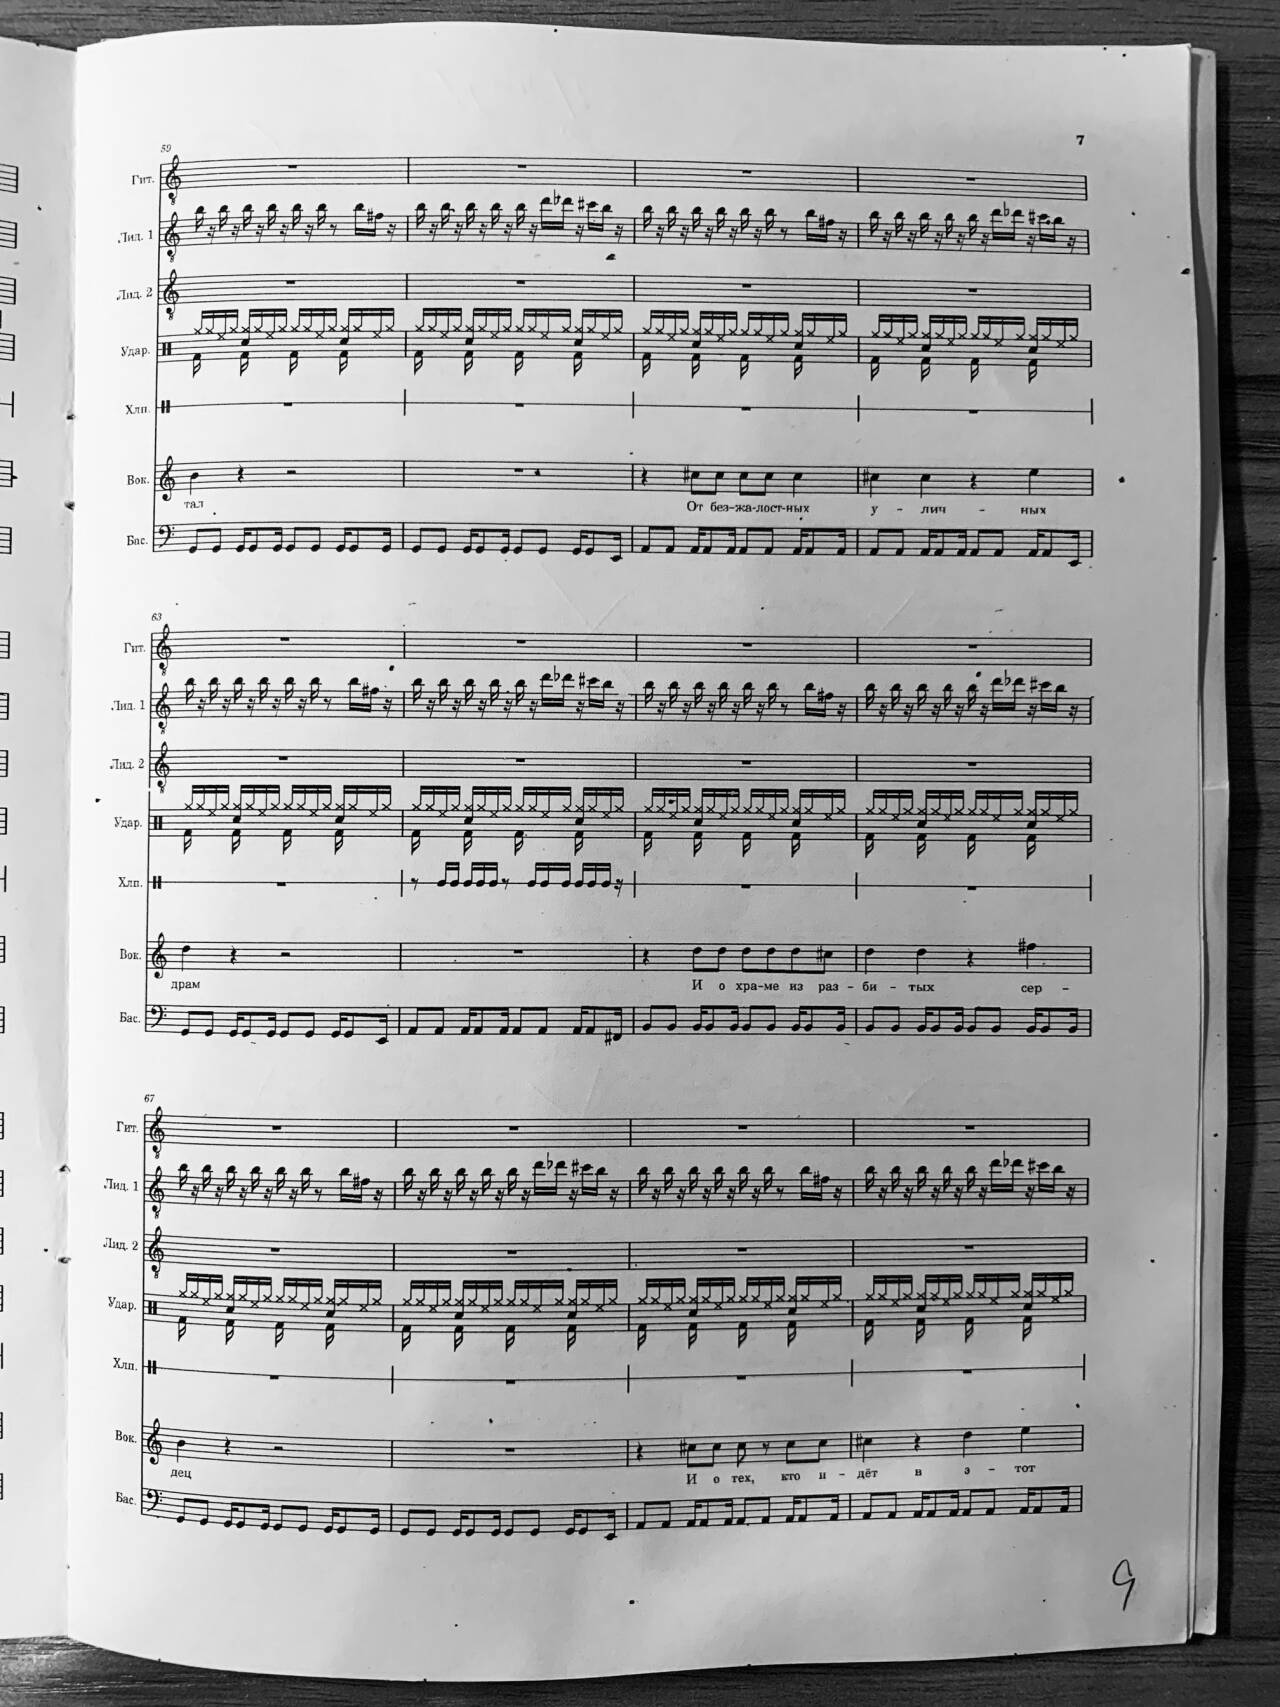 7
59
Гит.
Лид. 1
Лид. 2
Удар.
Хлп.
Вок.
тал От без-жа-лост-ных у - лич - ных
Бас.
63
Гит.
Лид. 1
Лид. 2
Удар.
Хлп.
Вок.
драм И о хра-ме из раз - би - тых сер -
Бас.
67
Гит.
Лид. 1
Лид. 2
Удар.
Хлп.
Вок.
дец И о тех, кто и - дёт в э - тот
Бас.
9